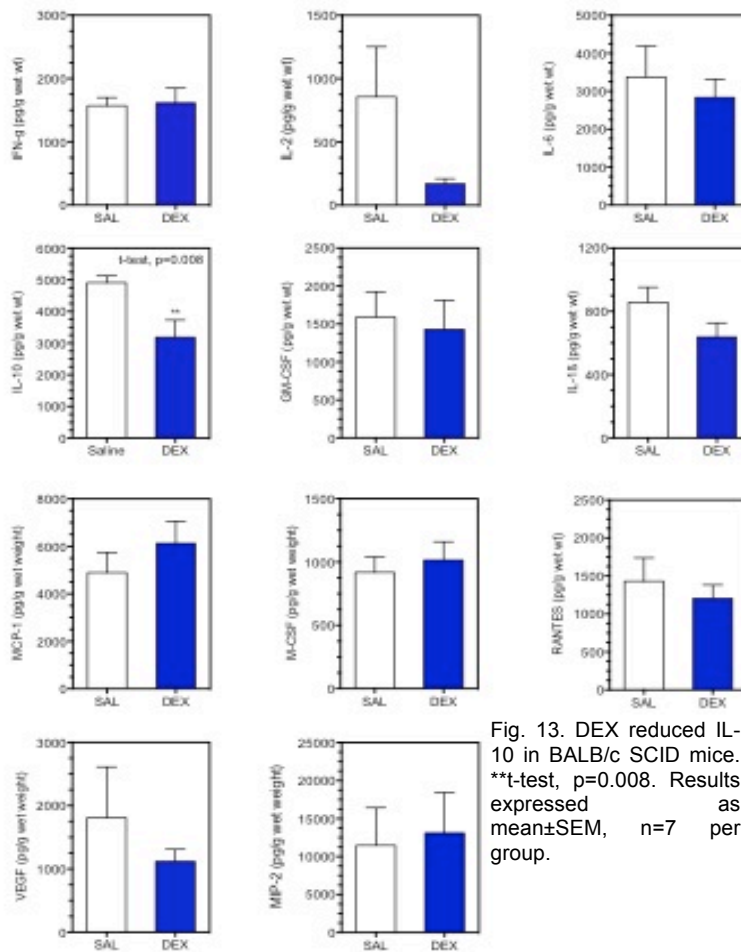 3000
2000
1000
0
IFN-g (pg/g wet wt)
SAL DEX
1500
1000
500
0
IL-2 (pg/g wet wt)
SAL DEX
5000
4000
3000
2000
1000
0
IL-6 (pg/g wet wt)
SAL DEX
6000
5000
4000
3000
2000
1000
0
IL-10 (pg/g wet wt)
t-test, p=0.008
**
Saline DEX
2500
2000
1500
1000
500
0
GM-CSF (pg/g wet wt)
SAL DEX
1200
800
400
0
IL-1ß (pg/g wet wt)
SAL DEX
8000
6000
4000
2000
0
MCP-1 (pg/g wet weight)
SAL DEX
1500
1000
500
0
M-CSF (pg/g wet weight)
SAL DEX
2500
2000
1500
1000
500
0
RANTES (pg/g wet wt)
SAL DEX
3000
2000
1000
0
VEGF (pg/g wet weight)
SAL DEX
25000
20000
15000
10000
5000
0
MIP-2 (pg/g wet weight)
SAL DEX
Fig. 13. DEX reduced IL-
10 in BALB/c SCID mice.
**t-test, p=0.008. Results
expressed as
mean±SEM, n=7 per
group.